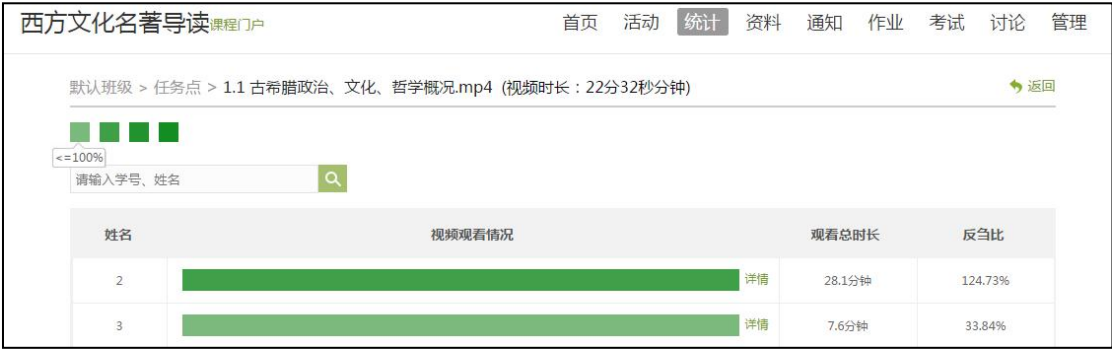 西方文化名著导读课程门户 首页 活动 统计 资料 通知 作业 考试 讨论 管理
默认班级 > 任务点 > 1.1 古希腊政治、文化、哲学概况.mp4 (视频时长：22分32秒分钟) 返回
<=100%
请输入学号、姓名
姓名 视频观看情况 观看总时长 反刍比
2 详情 28.1分钟 124.73%
3 详情 7.6分钟 33.84%